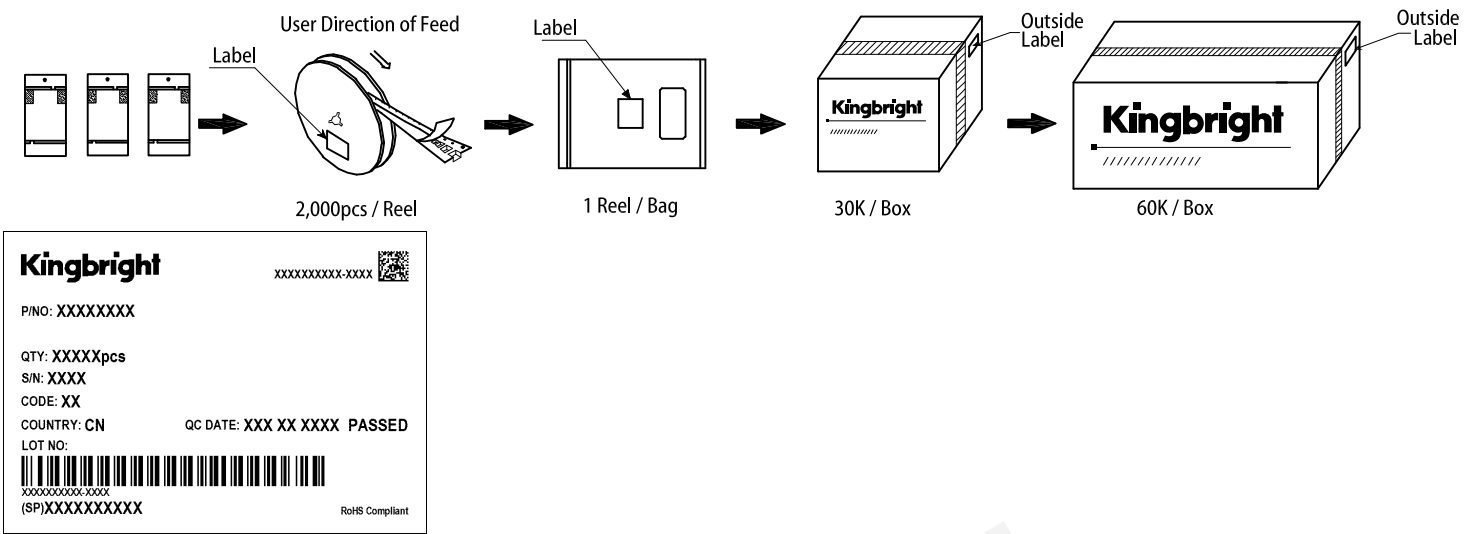 User Direction of Feed
Label
2,000pcs / Reel
Label
1 Reel / Bag
Outside
Label
Kingbright
30K / Box
Outside
Label
Kingbright
60K / Box
Kingbright
XXXXXXXXXX-XXXX
P/NO: XXXXXXXX
QTY: XXXXXpcs
S/N: XXXX
CODE: XX
COUNTRY: CN QC DATE: XXX XX XXXX PASSED
LOT NO:
XXXXXXXXXX-XXXX
(SP)XXXXXXXXXX
RoHS Compliant